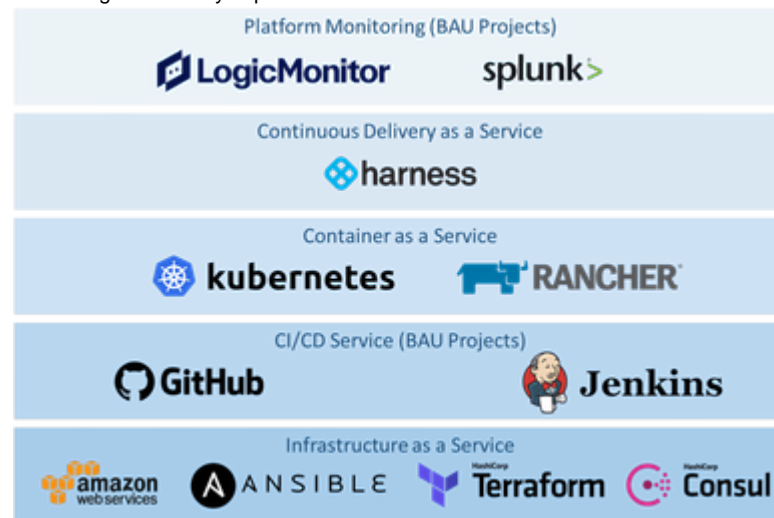 Platform Monitoring (BAU Projects)
LogicMonitor splunk>
Continuous Delivery as a Service
harness
Container as a Service
kubernetes RANCHER
CI/CD Service (BAU Projects)
GitHub Jenkins
Infrastructure as a Service
amazon web services ANSIBLE HashiCorp Terraform HashiCorp Consul